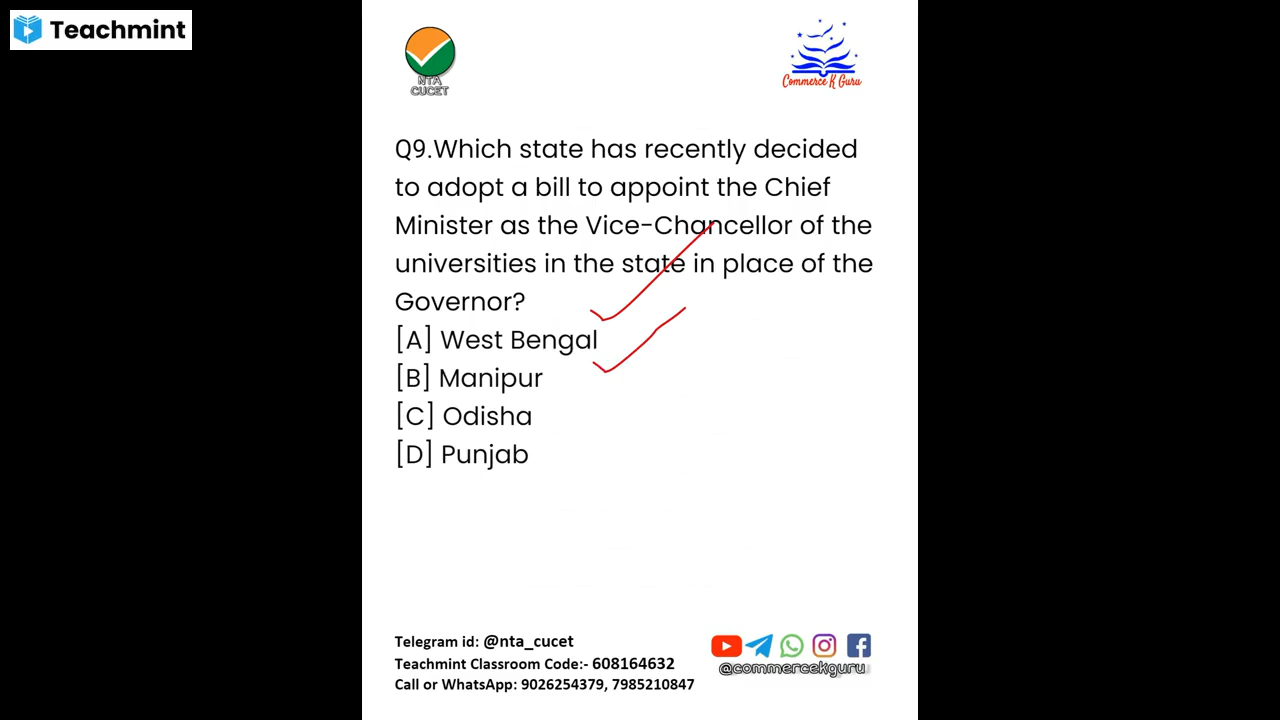 Teachmint
NTA
CUCET
Commerce K Guru
Q9.Which state has recently decided
to adopt a bill to appoint the Chief
Minister as the Vice-Chancellor of the
universities in the state in place of the
Governor?
[A] West Bengal
[B] Manipur
[C] Odisha
[D] Punjab
Telegram id: @nta_cucet
Teachmint Classroom Code:- 608164632
Call or WhatsApp: 9026254379, 7985210847
@commercekguru